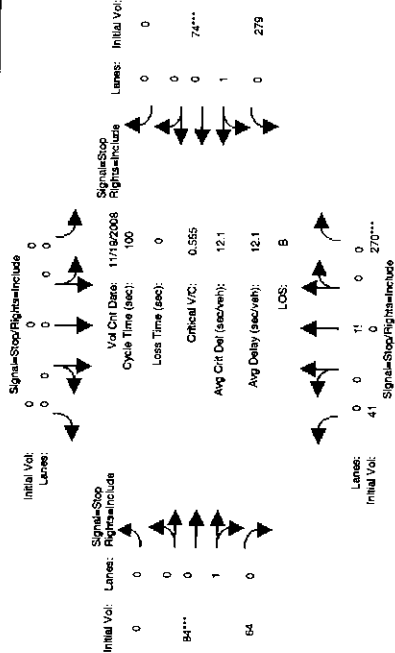 Signal=Stop/Rights=Include
Initial Vol: 0 0 0
Lanes: 0 0 0 0 0
Initial Vol: Lanes:
Signal=Stop
Rights=Include
Vol Cnt Date: 11/19/2008
Signal=Stop
Rights=Include
Lanes: Initial Vol:
0 0
Cycle Time (sec): 100
0 0
0
Loss Time (sec): 0
0
84*** 0
Critical V/C: 0.555
0 74***
1
Avg Crit Del (sec/veh): 12.1
1
64 0
Avg Delay (sec/veh): 12.1
0 279
LOS: B
Lanes: 0 0 1! 0 0
Initial Vol: 41 0 270***
Signal=Stop/Rights=Include